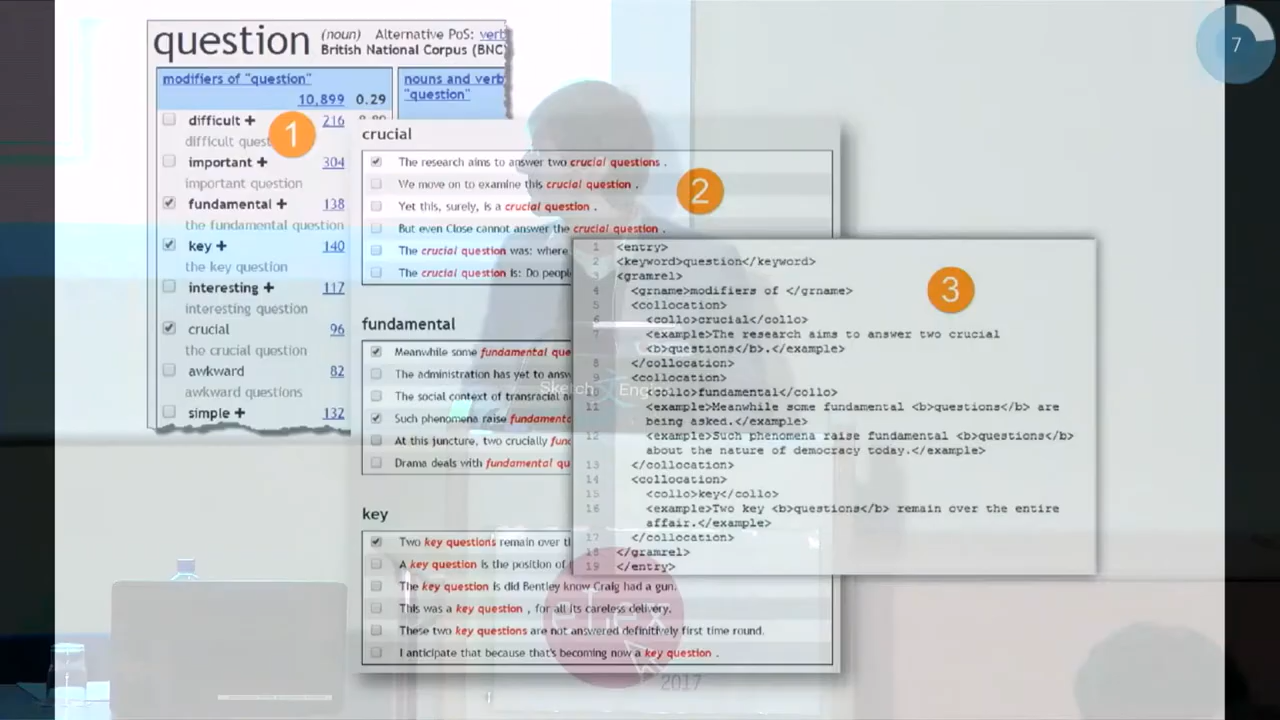 7
question (noun) Alternative PoS: verb
British National Corpus (BNC)
modifiers of "question"
10,899 0.29
nouns and verb
"question"
difficult + 216
1
important + 304
important question
fundamental + 138
the fundamental question
key + 140
the key question
interesting + 117
interesting question
crucial 96
the crucial question
awkward 82
awkward questions
simple + 132
crucial
2
The research aims to answer two crucial questions .
We move on to examine this crucial question .
Yet this, surely, is a crucial question .
But even Close cannot answer the crucial question .
The crucial question was: where
The crucial question is: Do people
fundamental
Meanwhile some fundamental que
The administration has yet to answ
The social context of transracial a
Such phenomena raise fundamenta
At this juncture, two crucially fun
Drama deals with fundamental qu
key
Two key questions remain over t
A key question is the position of
The key question is did Bentley know Craig had a gun.
This was a key question , for all its careless delivery.
These two key questions are not answered definitively first time round.
I anticipate that because that's becoming now a key question .
3
1 <entry>
2 <keyword>question</keyword>
3 <gramrel>
4 <grname>modifiers of </grname>
5 <collocation>
6 <collo>crucial</collo>
7 <example>The research aims to answer two crucial
<b>questions</b>.</example>
8 </collocation>
9 <collocation>
10 <collo>fundamental</collo>
11 <example>Meanwhile some fundamental <b>questions</b> are
being asked.</example>
12 <example>Such phenomena raise fundamental <b>questions</b>
about the nature of democracy today.</example>
13 </collocation>
14 <collocation>
15 <collo>key</collo>
16 <example>Two key <b>questions</b> remain over the entire
affair.</example>
17 </collocation>
18 </gramrel>
19 </entry>
Sketch Engine
eLex
2017